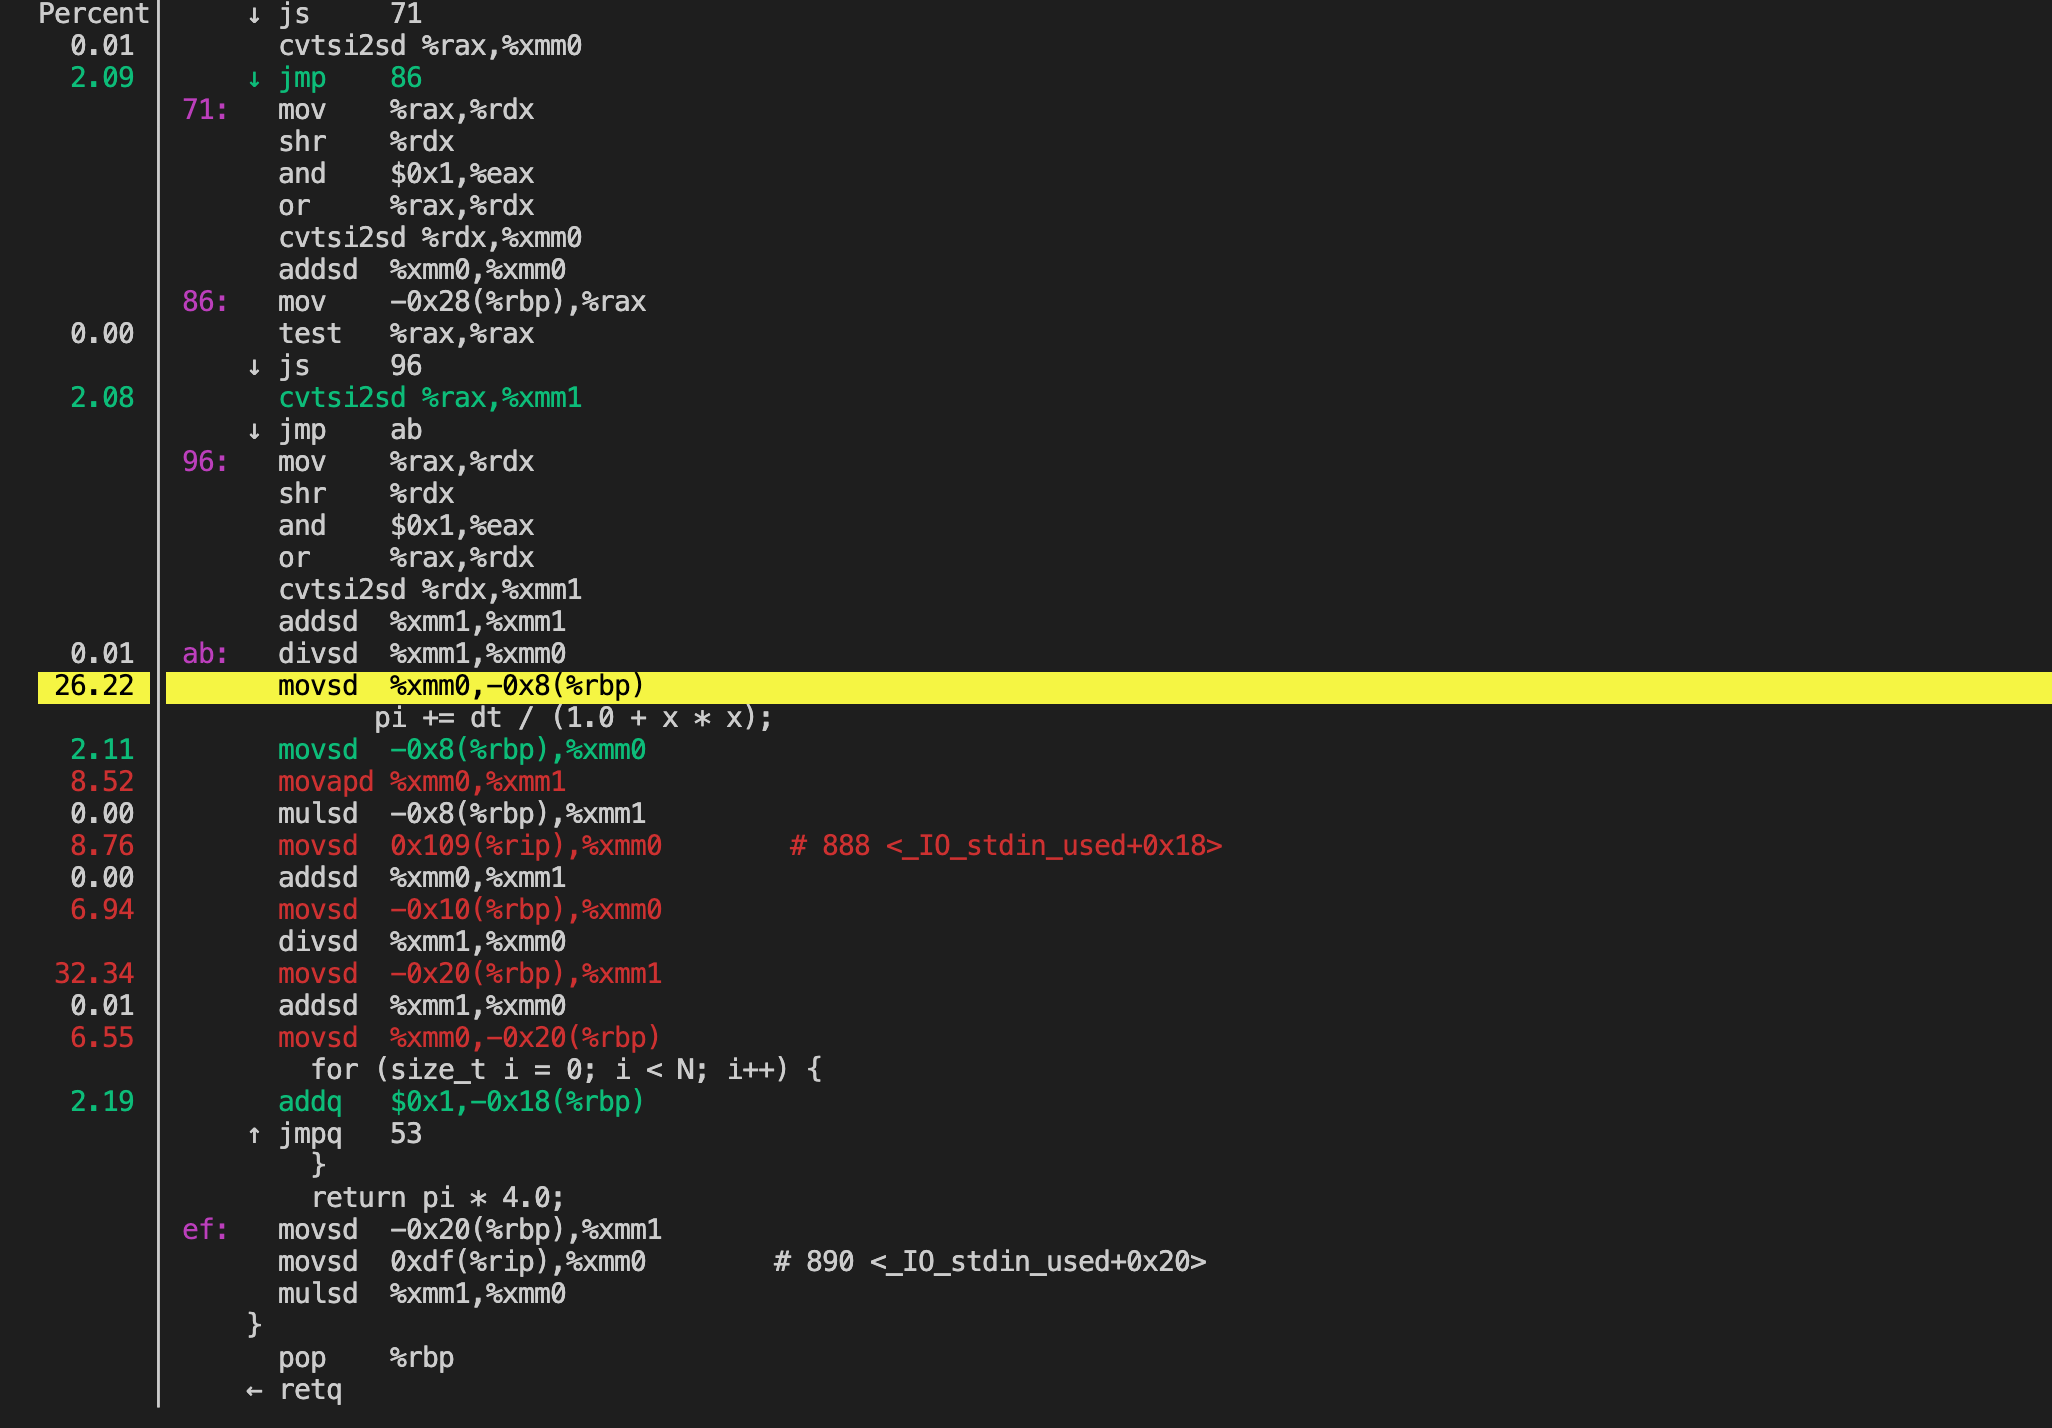 Percent ↓ js 71
0.01 cvtsi2sd %rax,%xmm0
2.09 ↓ jmp 86
71: mov %rax,%rdx
shr %rdx
and $0x1,%eax
or %rax,%rdx
cvtsi2sd %rdx,%xmm0
addsd %xmm0,%xmm0
86: mov -0x28(%rbp),%rax
0.00 test %rax,%rax
↓ js 96
2.08 cvtsi2sd %rax,%xmm1
↓ jmp ab
96: mov %rax,%rdx
shr %rdx
and $0x1,%eax
or %rax,%rdx
cvtsi2sd %rdx,%xmm1
addsd %xmm1,%xmm1
0.01 ab: divsd %xmm1,%xmm0
26.22 movsd %xmm0,-0x8(%rbp)
pi += dt / (1.0 + x * x);
2.11 movsd -0x8(%rbp),%xmm0
8.52 movapd %xmm0,%xmm1
0.00 mulsd -0x8(%rbp),%xmm1
8.76 movsd 0x109(%rip),%xmm0 # 888 <_IO_stdin_used+0x18>
0.00 addsd %xmm0,%xmm1
6.94 movsd -0x10(%rbp),%xmm0
divsd %xmm1,%xmm0
32.34 movsd -0x20(%rbp),%xmm1
0.01 addsd %xmm1,%xmm0
6.55 movsd %xmm0,-0x20(%rbp)
for (size_t i = 0; i < N; i++) {
2.19 addq $0x1,-0x18(%rbp)
↑ jmpq 53
}
return pi * 4.0;
ef: movsd -0x20(%rbp),%xmm1
movsd 0xdf(%rip),%xmm0 # 890 <_IO_stdin_used+0x20>
mulsd %xmm1,%xmm0
}
pop %rbp
← retq